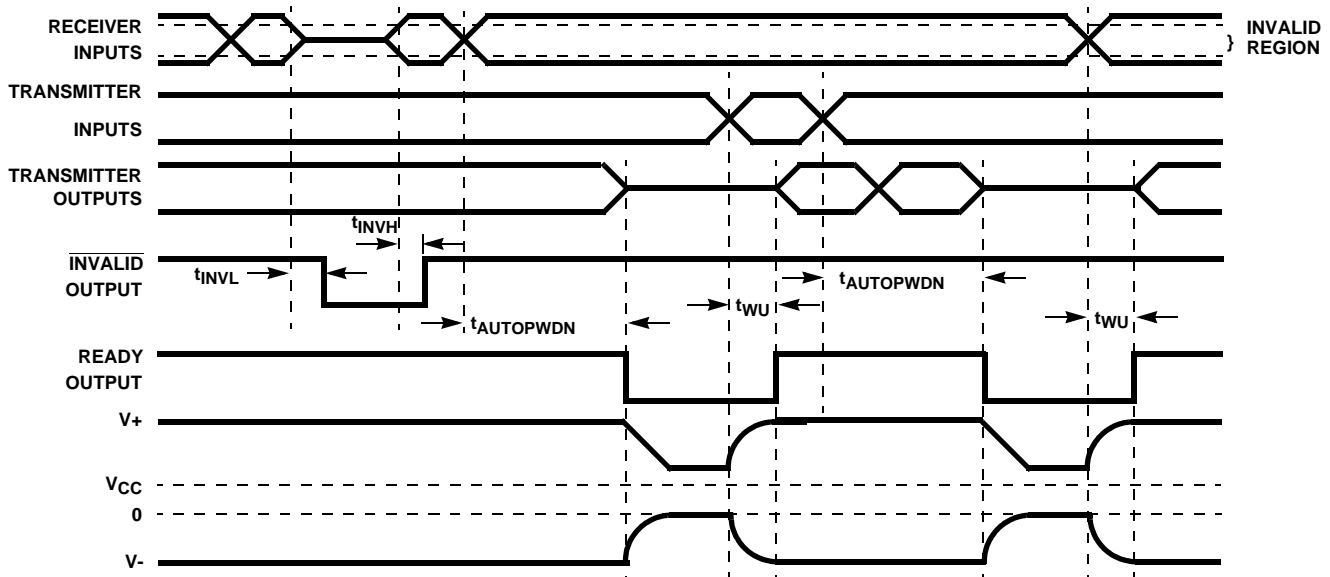 RECEIVER
INPUTS
} INVALID
REGION
TRANSMITTER
INPUTS
TRANSMITTER
OUTPUTS
tINVH
INVALID
OUTPUT
tINVL
tAUTOPWDN
tWU
tAUTOPWDN
tWU
READY
OUTPUT
V+
VCC
0
V-